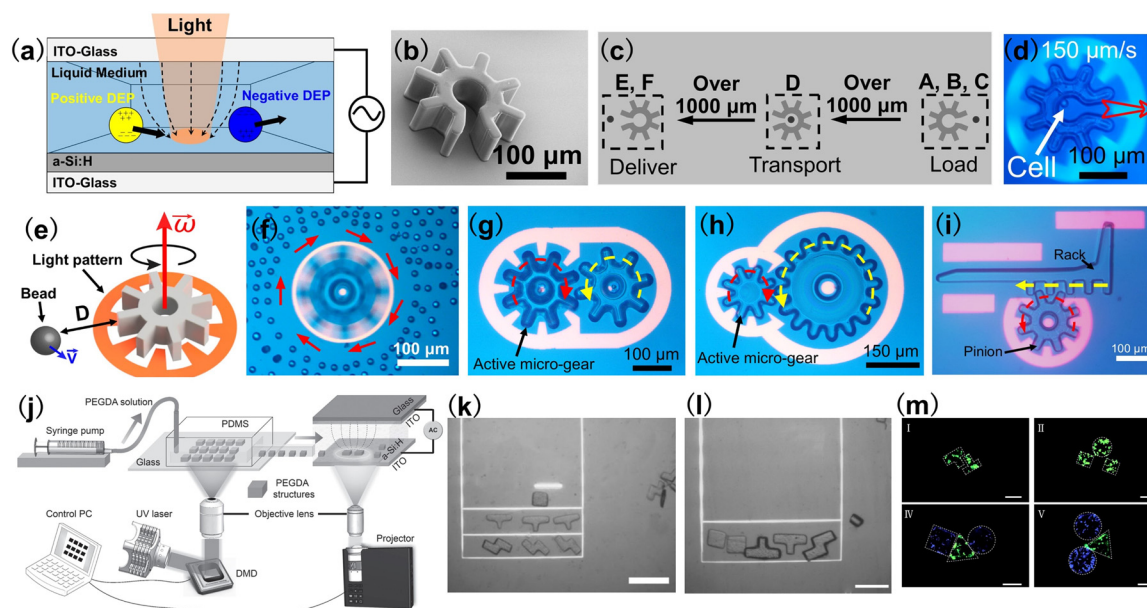 (a)
Light
ITO-Glass
Liquid Medium
Positive DEP
Negative DEP
a-Si:H
ITO-Glass
(b)
100 μm
(c)
E, F
Over
1000 μm
D
Over
1000 μm
A, B, C
Deliver
Transport
Load
(d)
150 μm/s
Cell
100 μm
(e)
ω
Light pattern
Bead
D
v
(f)
100 μm
(g)
Active micro-gear
100 μm
(h)
Active micro-gear
150 μm
(i)
Rack
Pinion
100 μm
(j)
PEGDA solution
Syringe pump
PDMS
Glass
Glass
ITO
AC
a-Si:H
ITO
PEGDA
structures
Control PC
UV laser
Objective lens
Projector
DMD
(k)
(l)
(m)
I
II
IV
V